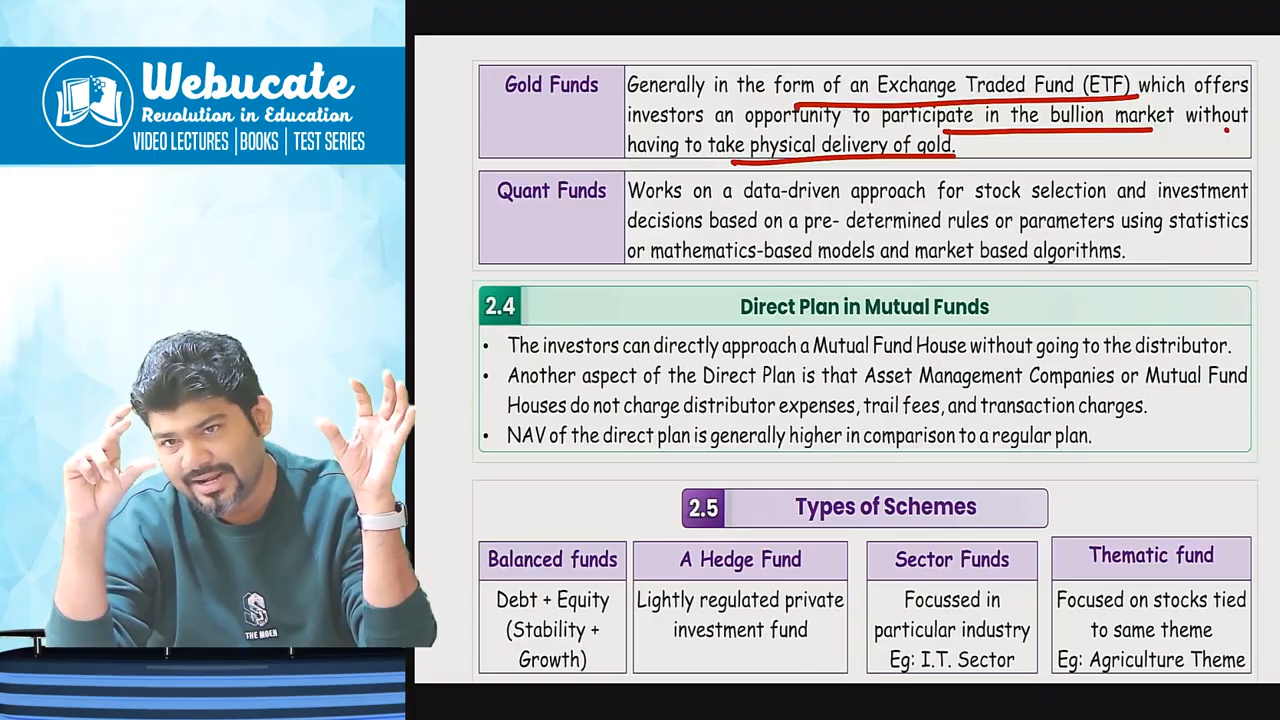 Webucate
Revolution in Education
VIDEO LECTURES | BOOKS | TEST SERIES
THE MOEN
Gold Funds
Generally in the form of an Exchange Traded Fund (ETF) which offers
investors an opportunity to participate in the bullion market without
having to take physical delivery of gold.
Quant Funds
Works on a data-driven approach for stock selection and investment
decisions based on a pre- determined rules or parameters using statistics
or mathematics-based models and market based algorithms.
2.4 Direct Plan in Mutual Funds
• The investors can directly approach a Mutual Fund House without going to the distributor.
• Another aspect of the Direct Plan is that Asset Management Companies or Mutual Fund
Houses do not charge distributor expenses, trail fees, and transaction charges.
• NAV of the direct plan is generally higher in comparison to a regular plan.
2.5 Types of Schemes
Balanced funds
Debt + Equity
(Stability +
Growth)
A Hedge Fund
Lightly regulated private
investment fund
Sector Funds
Focussed in
particular industry
Eg: I.T. Sector
Thematic fund
Focused on stocks tied
to same theme
Eg: Agriculture Theme